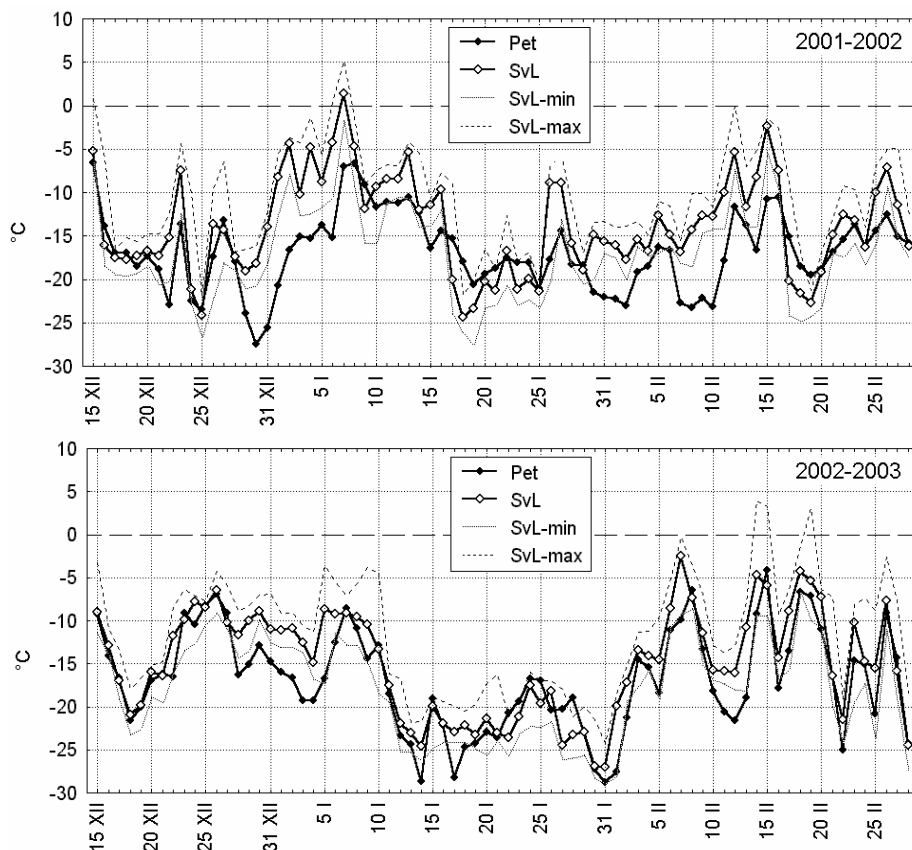 2001-2002
Pet
SvL
SvL-min
SvL-max
°C
10
5
0
-5
-10
-15
-20
-25
-30
15 XII
20 XII
25 XII
31 XII
5 I
10 I
15 I
20 I
25 I
31 I
5 II
10 II
15 II
20 II
25 II
2002-2003
Pet
SvL
SvL-min
SvL-max
°C
10
5
0
-5
-10
-15
-20
-25
-30
15 XII
20 XII
25 XII
31 XII
5 I
10 I
15 I
20 I
25 I
31 I
5 II
10 II
15 II
20 II
25 II